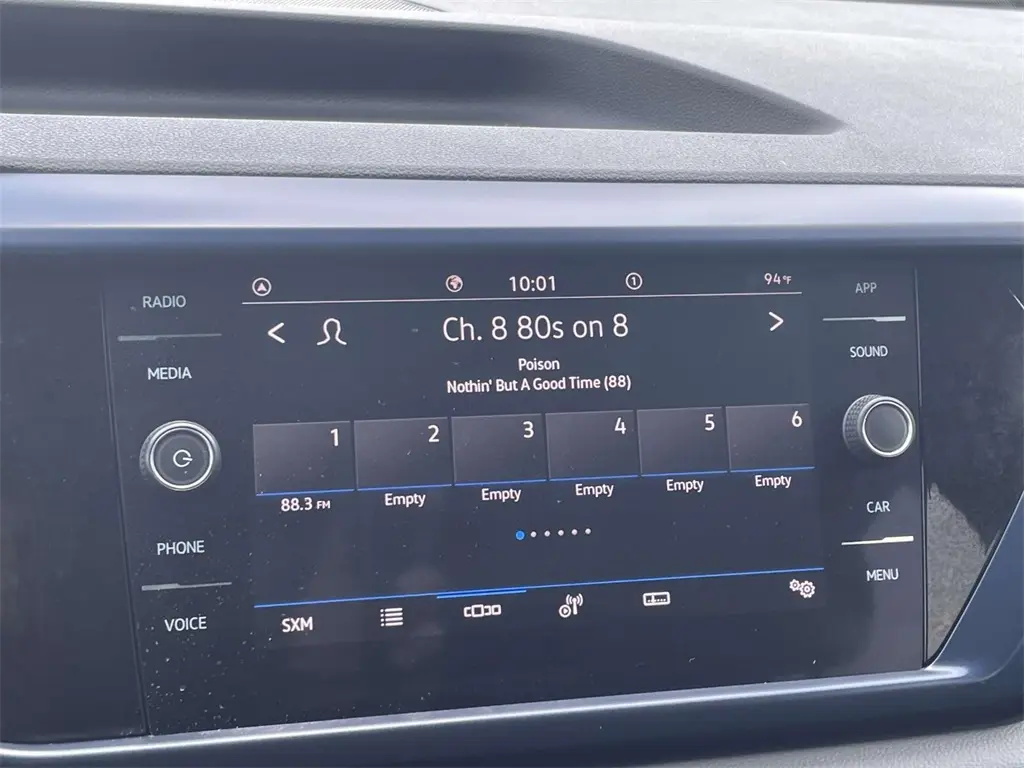 RADIO
MEDIA
PHONE
VOICE
10:01
1
94°F
Ch. 8 80s on 8
Poison
Nothin' But A Good Time (88)
1 2 3 4 5 6
88.3 FM Empty Empty Empty Empty Empty
SXM
APP
SOUND
CAR
MENU